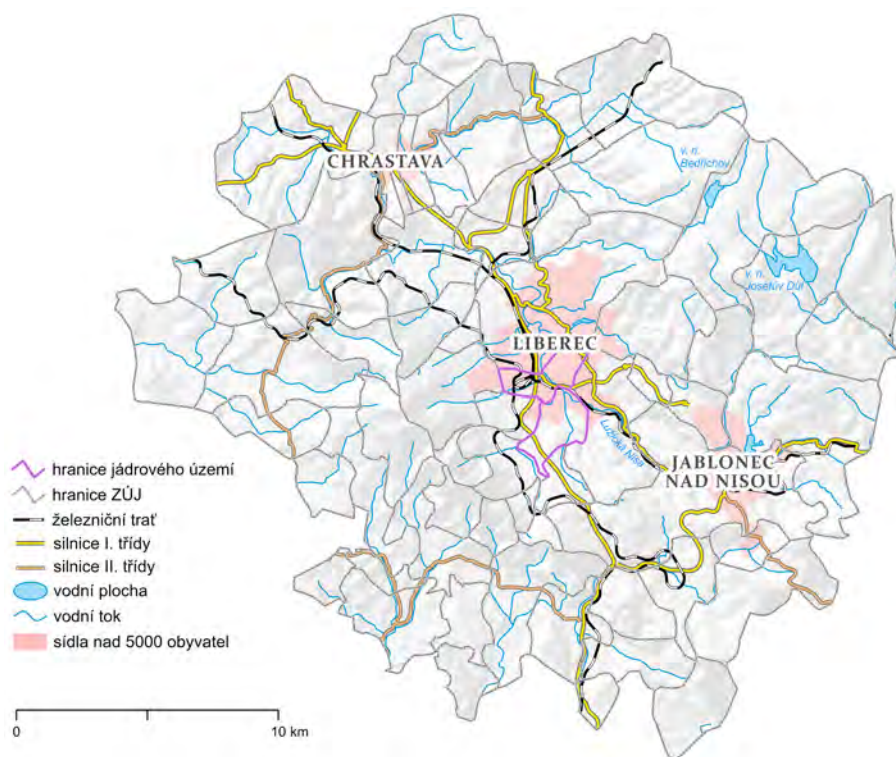 CHRASTAVA
v. n.
Bedřichov
v. n.
Josefův Důl
LIBEREC
Lužická Nisa
JABLONEC
NAD NISOU
hranice jádrového území
hranice ZÚJ
železniční trať
silnice I. třídy
silnice II. třídy
vodní plocha
vodní tok
sídla nad 5000 obyvatel
0
10 km